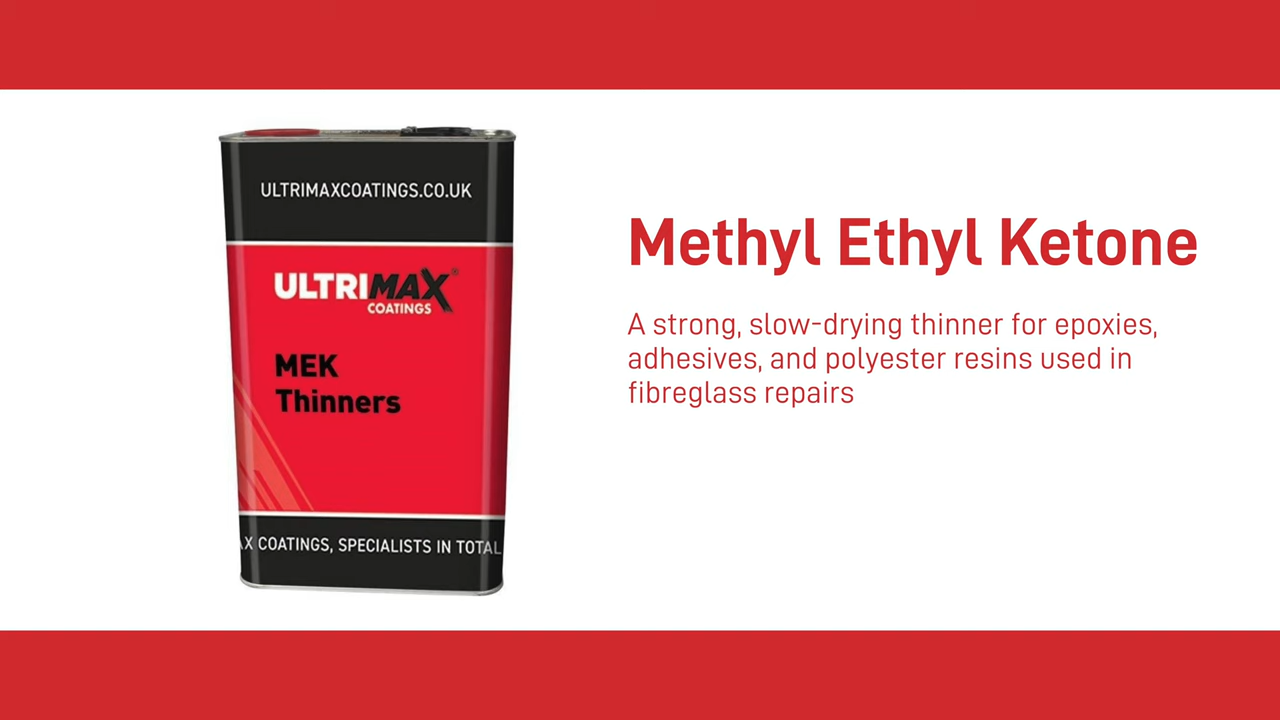 ULTRIMAXCOATINGS.CO.UK
ULTRIMAX®
COATINGS
MEK
Thinners
X COATINGS, SPECIALISTS IN TOTAL
Methyl Ethyl Ketone
A strong, slow-drying thinner for epoxies,
adhesives, and polyester resins used in
fibreglass repairs